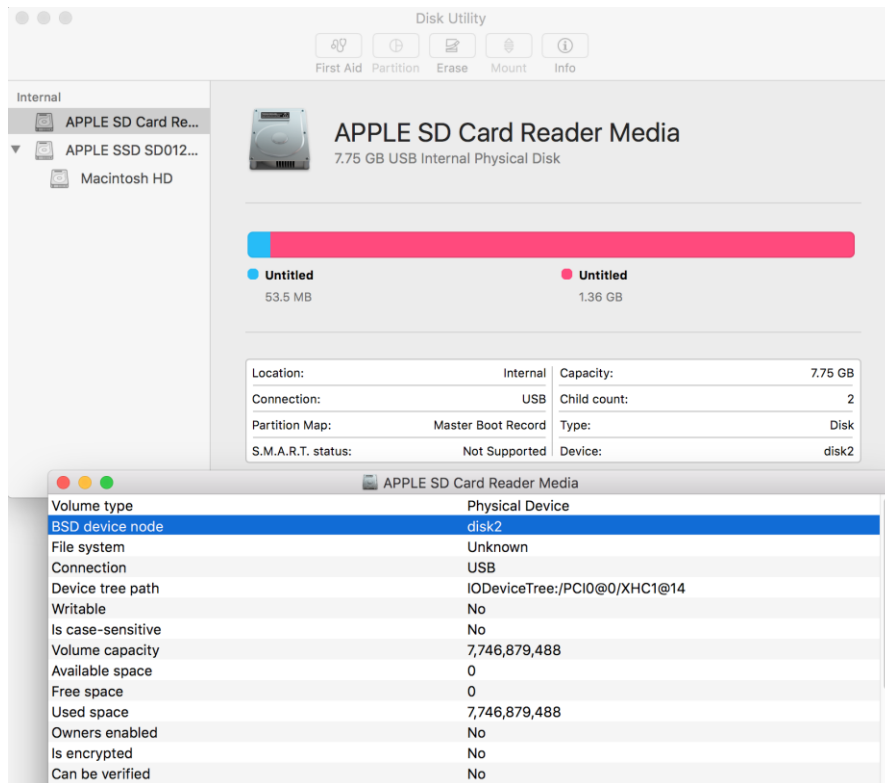 Disk Utility
First Aid Partition Erase Mount Info
Internal
APPLE SD Card Re...
APPLE SSD SD012...
Macintosh HD
APPLE SD Card Reader Media
7.75 GB USB Internal Physical Disk
Untitled
53.5 MB
Untitled
1.36 GB
Location: Internal Capacity: 7.75 GB
Connection: USB Child count: 2
Partition Map: Master Boot Record Type: Disk
S.M.A.R.T. status: Not Supported Device: disk2
APPLE SD Card Reader Media
Volume type Physical Device
BSD device node disk2
File system Unknown
Connection USB
Device tree path IODeviceTree:/PCI0@0/XHC1@14
Writable No
Is case-sensitive No
Volume capacity 7,746,879,488
Available space 0
Free space 0
Used space 7,746,879,488
Owners enabled No
Is encrypted No
Can be verified No